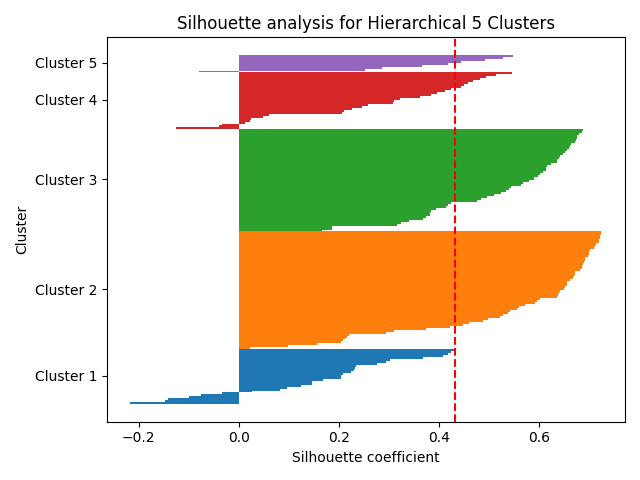 Silhouette analysis for Hierarchical 5 Clusters
Cluster 5
Cluster 4
Cluster 3
Cluster 2
Cluster 1
Cluster
−0.2 0.0 0.2 0.4 0.6
Silhouette coefficient